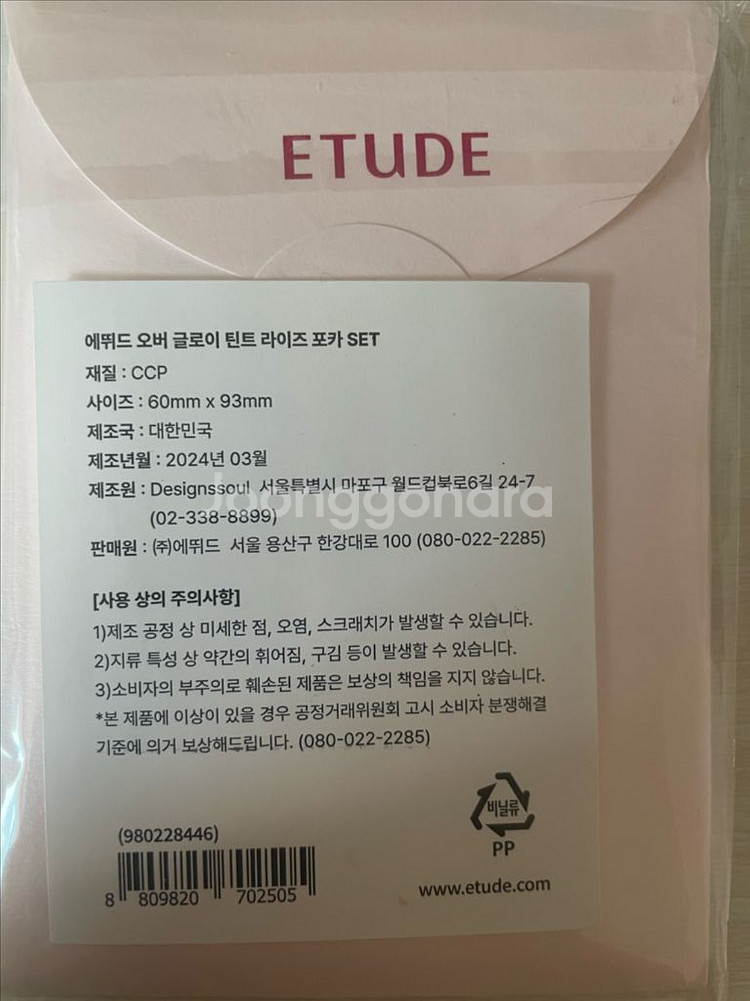 ETUDE
에뛰드 오버 글로이 틴트 라이즈 포카 SET
재질 : CCP
사이즈 : 60mm x 93mm
제조국 : 대한민국
제조년월 : 2024년 03월
제조원 : Designssoul 서울특별시 마포구 월드컵북로6길 24-7
Joonggonara
(02-338-8899)
판매원 : ㈜에뛰드 서울 용산구 한강대로 100 (080-022-2285)
[사용 상의 주의사항]
1)제조 공정 상 미세한 점, 오염, 스크래치가 발생할 수 있습니다.
2)지류 특성 상 약간의 휘어짐, 구김 등이 발생할 수 있습니다.
3)소비자의 부주의로 훼손된 제품은 보상의 책임을 지지 않습니다.
*본 제품에 이상이 있을 경우 공정거래위원회 고시 소비자 분쟁해결
기준에 의거 보상해드립니다. (080-022-2285)
비닐류
PP
(980228446)
8 809820 702505
www.etude.com